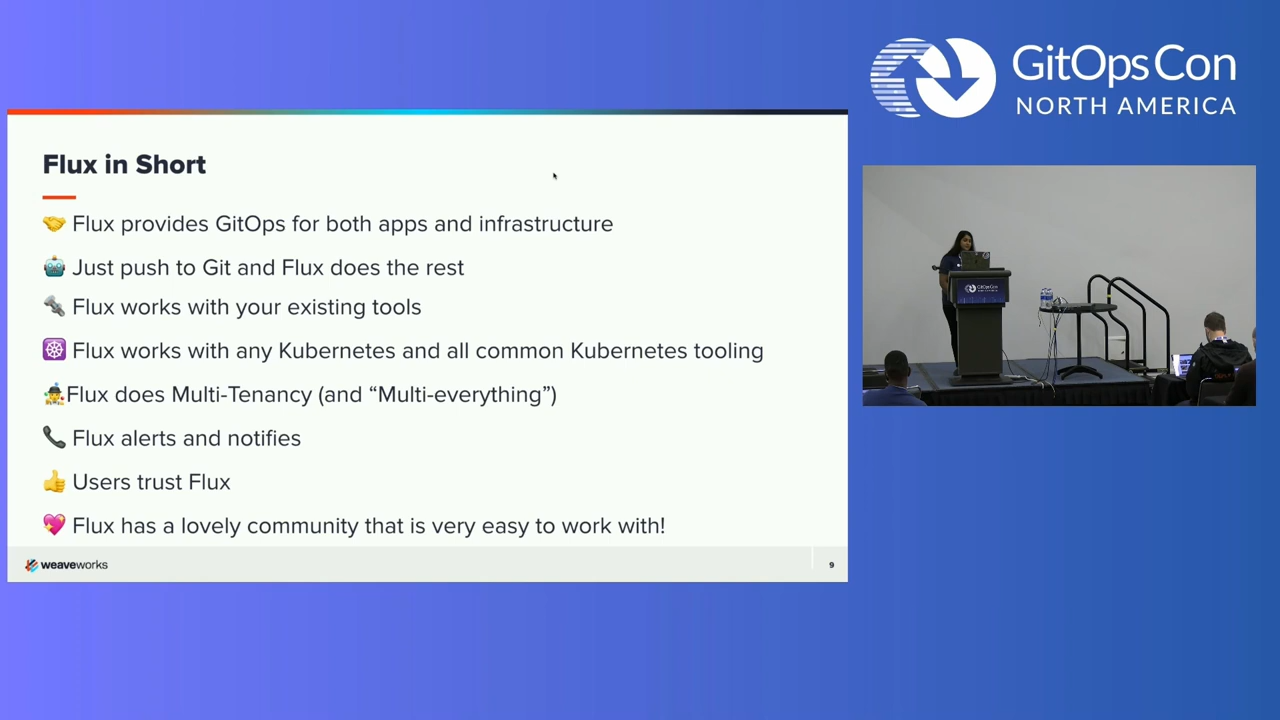 GitOpsCon
NORTH AMERICA
Flux in Short
🤝 Flux provides GitOps for both apps and infrastructure
🤖 Just push to Git and Flux does the rest
🔩 Flux works with your existing tools
☸️ Flux works with any Kubernetes and all common Kubernetes tooling
🤹Flux does Multi-Tenancy (and “Multi-everything”)
📞 Flux alerts and notifies
👍 Users trust Flux
💖 Flux has a lovely community that is very easy to work with!
weaveworks
9
GitOpsCon